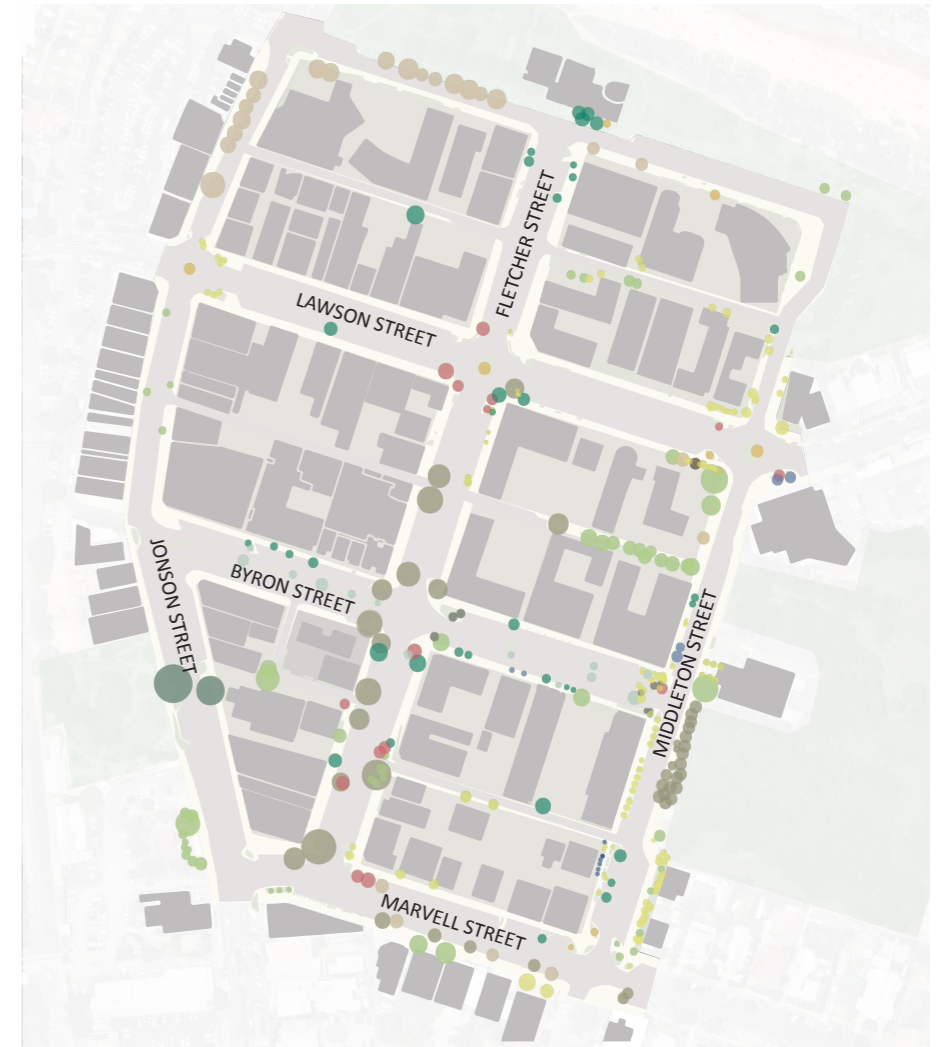 FLETCHER STREET
LAWSON STREET
JONSON STREET
BYRON STREET
MIDDLETON STREET
MARVELL STREET